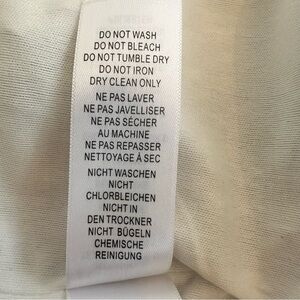 DO NOT WASH
DO NOT BLEACH
DO NOT TUMBLE DRY
DO NOT IRON
DRY CLEAN ONLY
NE PAS LAVER
NE PAS JAVELLISER
NE PAS SÉCHER
AU MACHINE
NE PAS REPASSER
NETTOYAGE À SEC
NICHT WASCHEN
NICHT
CHLORBLEICHEN
NICHT IN
DEN TROCKNER
NICHT BÜGELN
CHEMISCHE
REINIGUNG